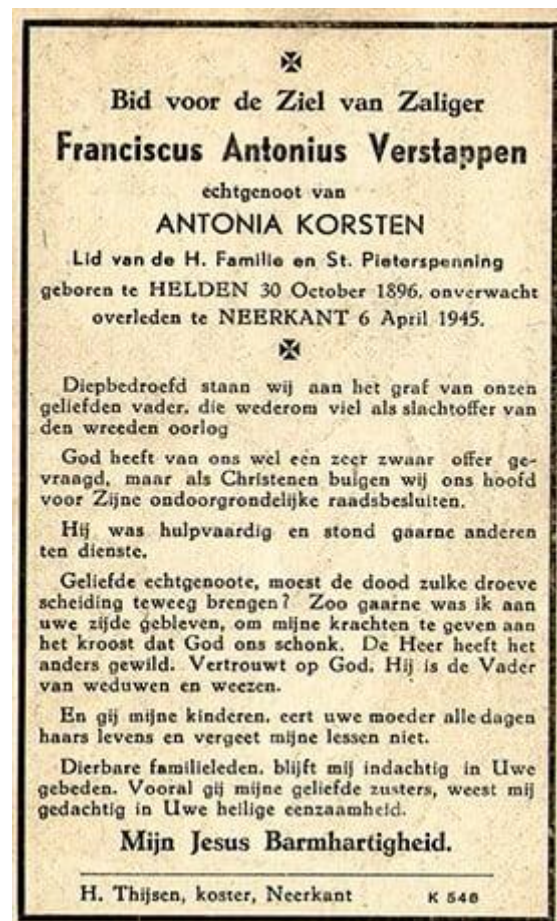 Bid voor de Ziel van Zaliger
Franciscus Antonius Verstappen
echtgenoot van
ANTONIA KORSTEN
Lid van de H. Familie en St. Pieterspenning
geboren te HELDEN 30 October 1896, onverwacht
overleden te NEERKANT 6 April 1945.
Diepbedroefd staan wij aan het graf van onzen
geliefden vader, die wederom viel als slachtoffer van
den wreeden oorlog
God heeft van ons wel een zeer zwaar offer ge-
vraagd, maar als Christenen buigen wij ons hoofd
voor Zijne ondoorgrondelijke raadsbesluiten.
Hij was hulpvaardig en stond gaarne anderen
ten dienste.
Geliefde echtgenoote, moest de dood zulke droeve
scheiding teweeg brengen? Zoo gaarne was ik aan
uwe zijde gebleven, om mijne krachten te geven aan
het kroost dat God ons schonk. De Heer heeft het
anders gewild. Vertrouwt op God. Hij is de Vader
van weduwen en weezen.
En gij mijne kinderen, eert uwe moeder alle dagen
haars levens en vergeet mijne lessen niet.
Dierbare familieleden, blijft mij indachtig in Uwe
gebeden. Vooral gij mijne geliefde zusters, weest mij
gedachtig in Uwe heilige eenzaamheid.
Mijn Jesus Barmhartigheid.
H. Thijsen, koster, Neerkant K 546